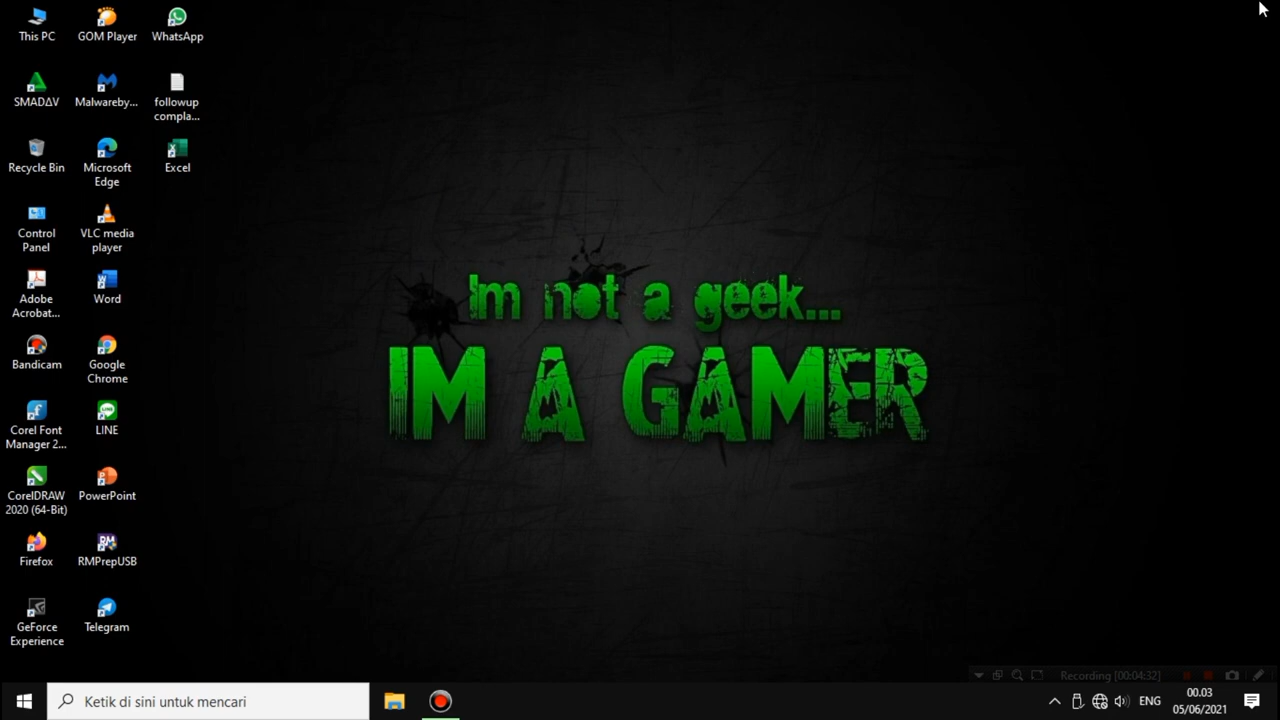 This PC
GOM Player
WhatsApp
SMADΔV
Malwareby...
followup
compla...
Recycle Bin
Microsoft
Edge
Excel
Control
Panel
VLC media
player
Adobe
Acrobat...
Word
Bandicam
Google
Chrome
Corel Font
Manager 2...
LINE
CorelDRAW
2020 (64-Bit)
PowerPoint
Firefox
RMPrepUSB
GeForce
Experience
Telegram
Im not a geek...
IM A GAMER
Recording [00:04:32]
Ketik di sini untuk mencari
ENG
00.03
05/06/2021